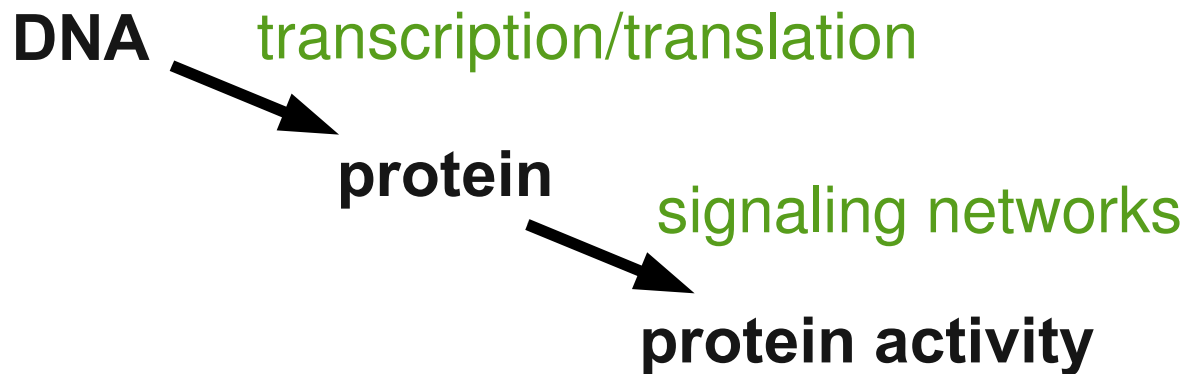 DNA transcription/translation
protein
signaling networks
protein activity